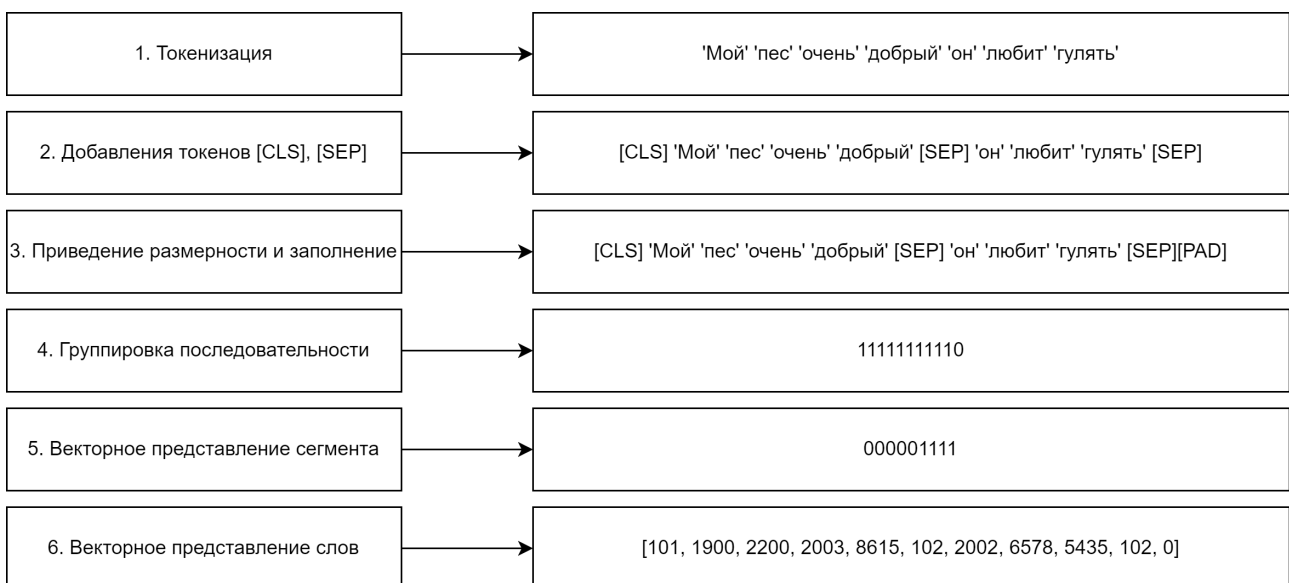 1. Токенизация
'Мой' 'пес' 'очень' 'добрый' 'он' 'любит' 'гулять'
2. Добавления токенов [CLS], [SEP]
[CLS] 'Мой' 'пес' 'очень' 'добрый' [SEP] 'он' 'любит' 'гулять' [SEP]
3. Приведение размерности и заполнение
[CLS] 'Мой' 'пес' 'очень' 'добрый' [SEP] 'он' 'любит' 'гулять' [SEP][PAD]
4. Группировка последовательности
11111111110
5. Векторное представление сегмента
000001111
6. Векторное представление слов
[101, 1900, 2200, 2003, 8615, 102, 2002, 6578, 5435, 102, 0]